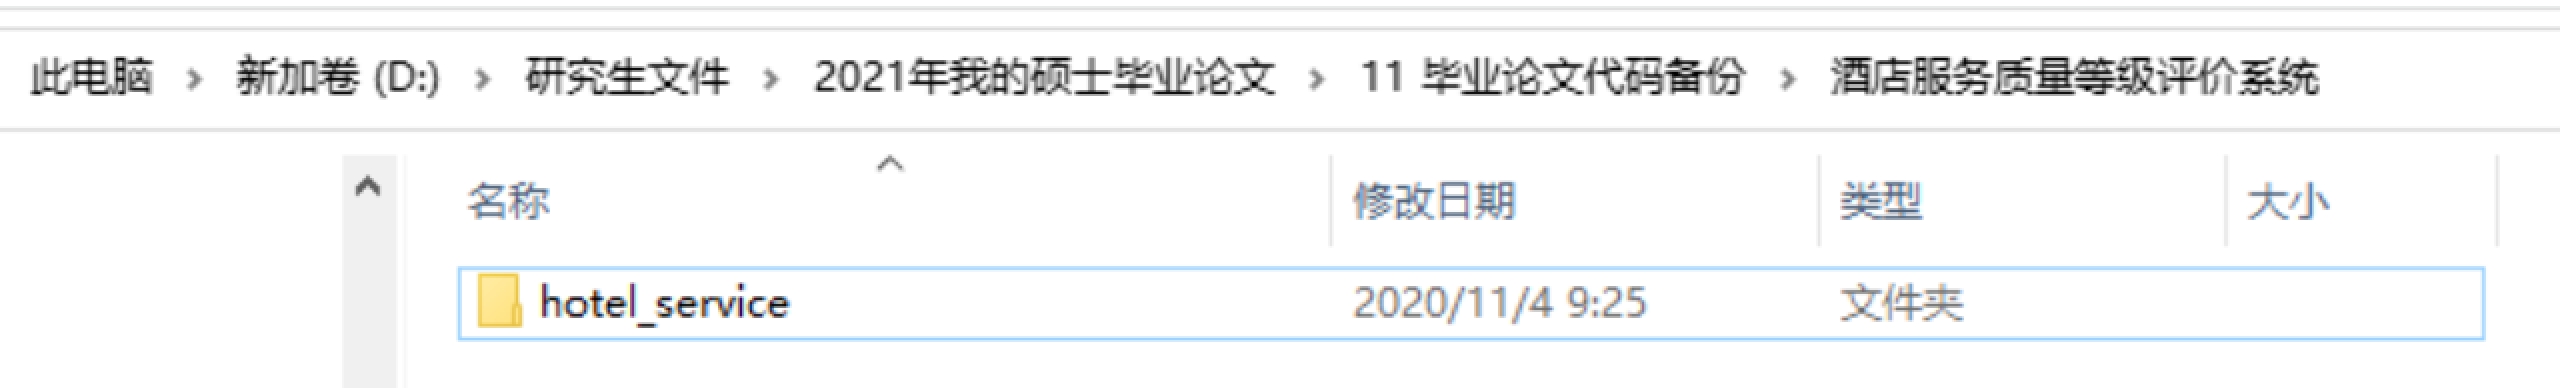 此电脑 › 新加卷 (D:) › 研究生文件 › 2021年我的硕士毕业论文 › 11 毕业论文代码备份 › 酒店服务质量等级评价系统
名称 修改日期 类型 大小
hotel_service 2020/11/4 9:25 文件夹